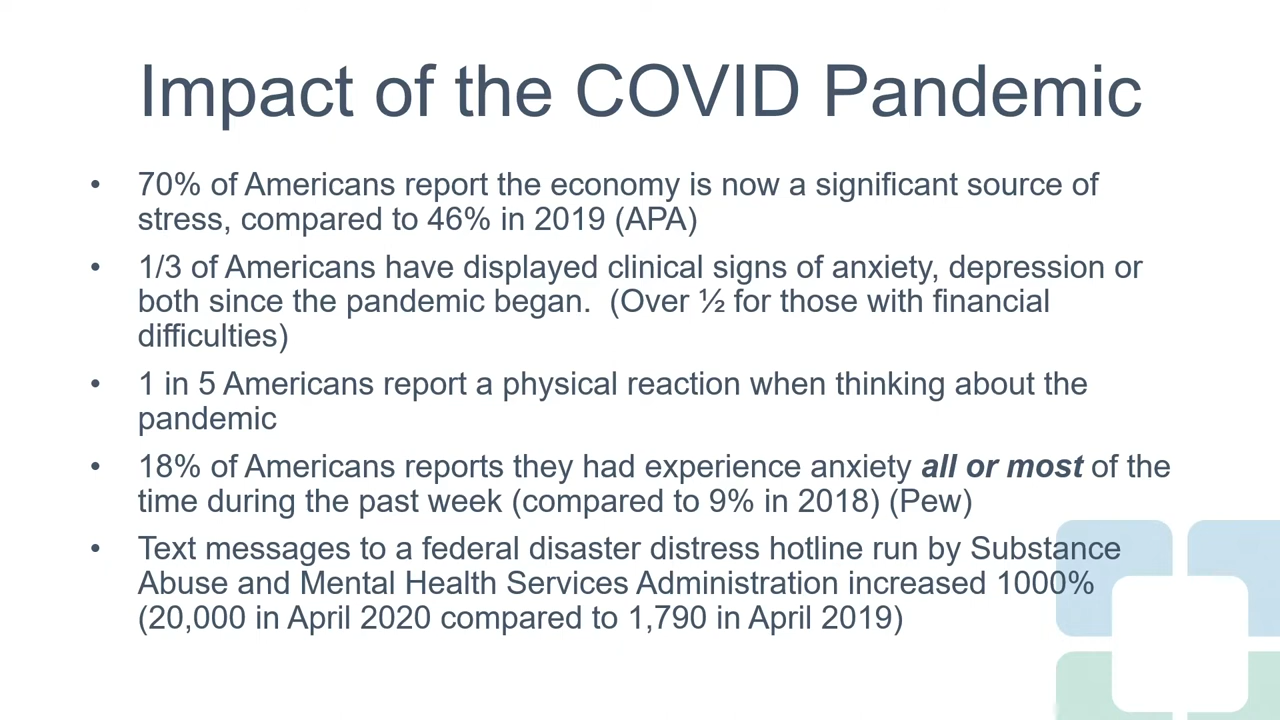 Impact of the COVID Pandemic
• 70% of Americans report the economy is now a significant source of
stress, compared to 46% in 2019 (APA)
• 1/3 of Americans have displayed clinical signs of anxiety, depression or
both since the pandemic began.  (Over ½ for those with financial
difficulties)
• 1 in 5 Americans report a physical reaction when thinking about the
pandemic
• 18% of Americans reports they had experience anxiety all or most of the
time during the past week (compared to 9% in 2018) (Pew)
• Text messages to a federal disaster distress hotline run by Substance
Abuse and Mental Health Services Administration increased 1000%
(20,000 in April 2020 compared to 1,790 in April 2019)